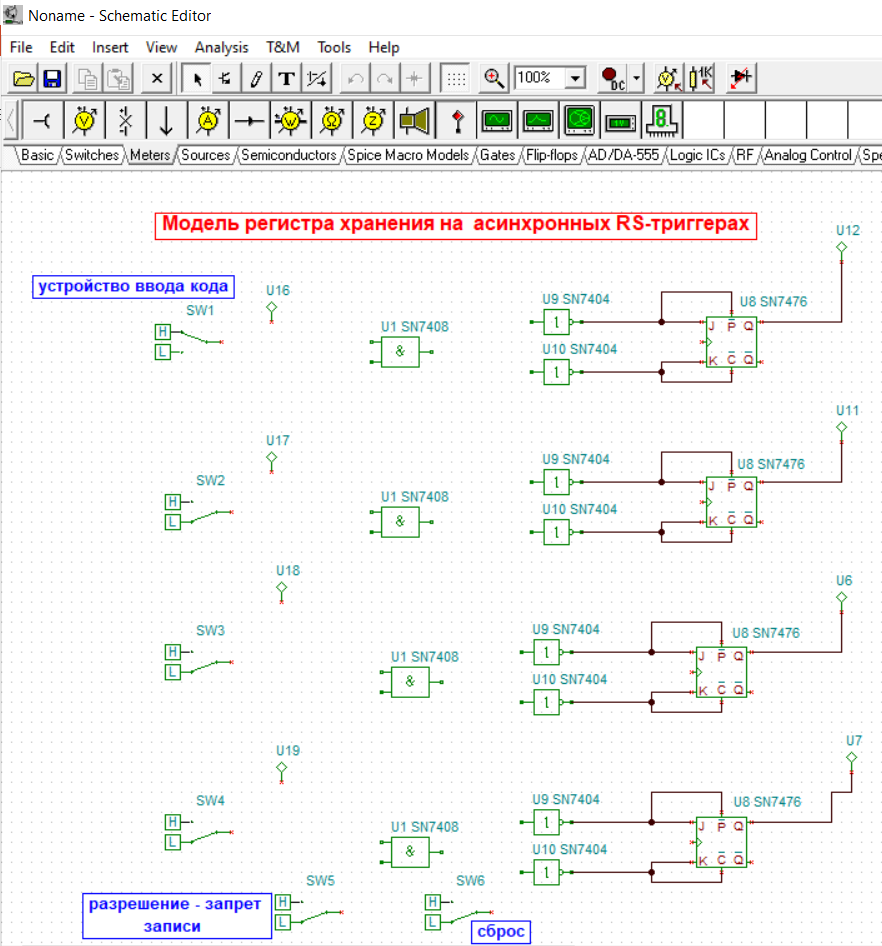 Noname - Schematic Editor
File Edit Insert View Analysis T&M Tools Help
T 100% DC 1K
V A W Ω Z 8
Basic Switches Meters Sources Semiconductors Spice Macro Models Gates Flip-flops AD/DA-555 Logic ICs RF Analog Control Spe
Модель регистра хранения на асинхронных RS-триггерах
U12
устройство ввода кода
U16
U9 SN7404
U8 SN7476
SW1
U1 SN7408
H
1
J P Q
L
&
U10 SN7404
1
K C Q
U11
U17
U9 SN7404
U8 SN7476
SW2
U1 SN7408
H
1
J P Q
L
&
U10 SN7404
1
K C Q
U18
U6
SW3
U9 SN7404
U8 SN7476
H
1
J P Q
L
U1 SN7408
&
U10 SN7404
1
K C Q
U19
U7
SW4
U9 SN7404
U8 SN7476
H
1
J P Q
L
U1 SN7408
&
U10 SN7404
1
K C Q
SW5
SW6
разрешение - запрет
записи
H
L
H
L
сброс